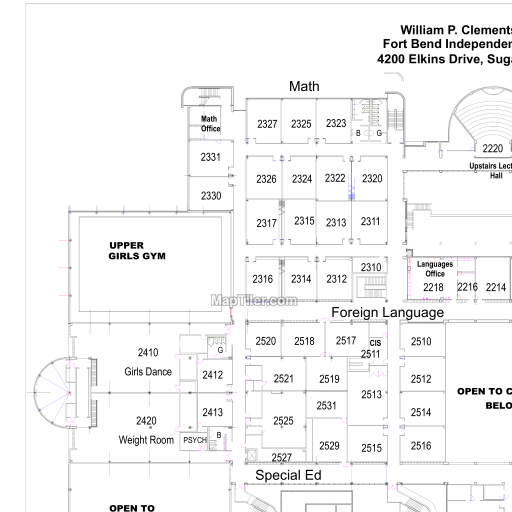 William P. Clements
Fort Bend Independen
4200 Elkins Drive, Suga
Math
Math
Office
2327
2325
2323
B
G
2220
Upstairs Lect
Hall
2331
2326
2324
2322
2320
2330
2317
2315
2313
2311
UPPER
GIRLS GYM
2316
2314
2312
2310
Languages
Office
2218
2216
2214
MapTiler.com
Foreign Language
2520
2518
2517
CIS
2511
2510
2410
Girls Dance
G
2412
2521
2519
2513
2512
OPEN TO C
BELO
2413
2525
2531
2514
2420
Weight Room
PSYCH
B
2529
2515
2516
2527
Special Ed
OPEN TO